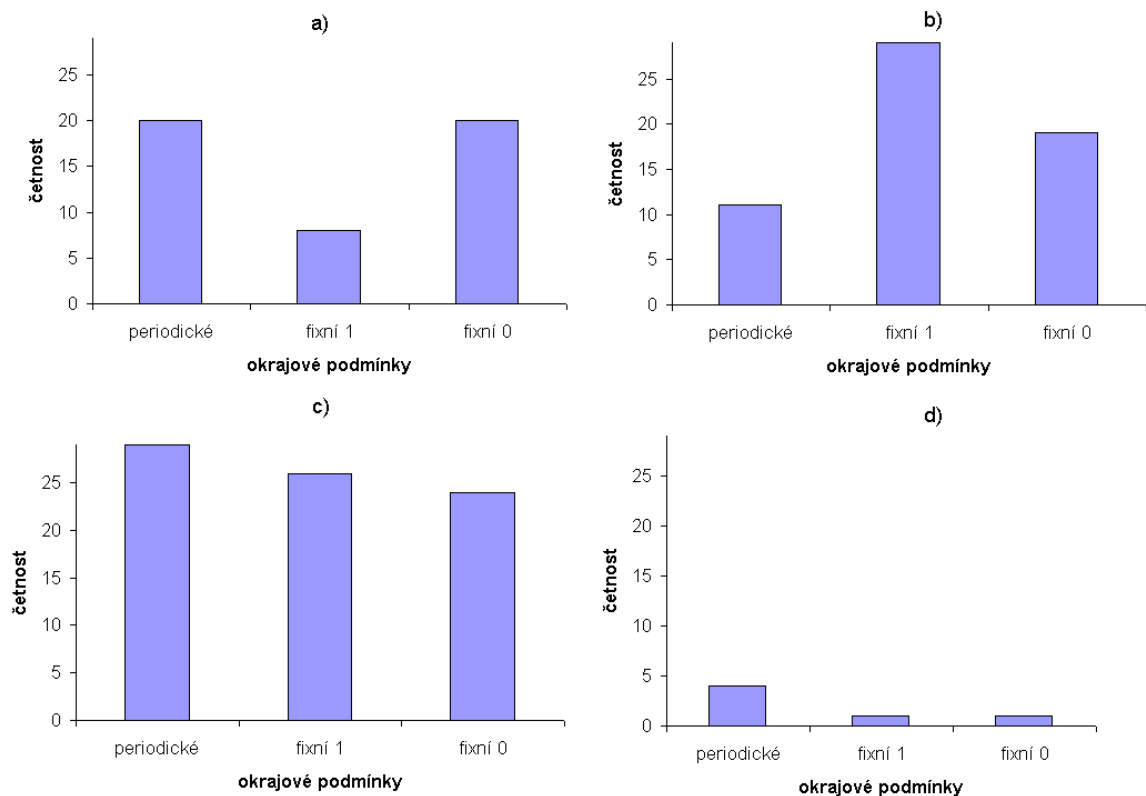 a)
25
20
15
10
5
0
četnost
periodické fixní 1 fixní 0
okrajové podmínky
b)
25
20
15
10
5
0
četnost
periodické fixní 1 fixní 0
okrajové podmínky
c)
25
20
15
10
5
0
četnost
periodické fixní 1 fixní 0
okrajové podmínky
d)
25
20
15
10
5
0
četnost
periodické fixní 1 fixní 0
okrajové podmínky